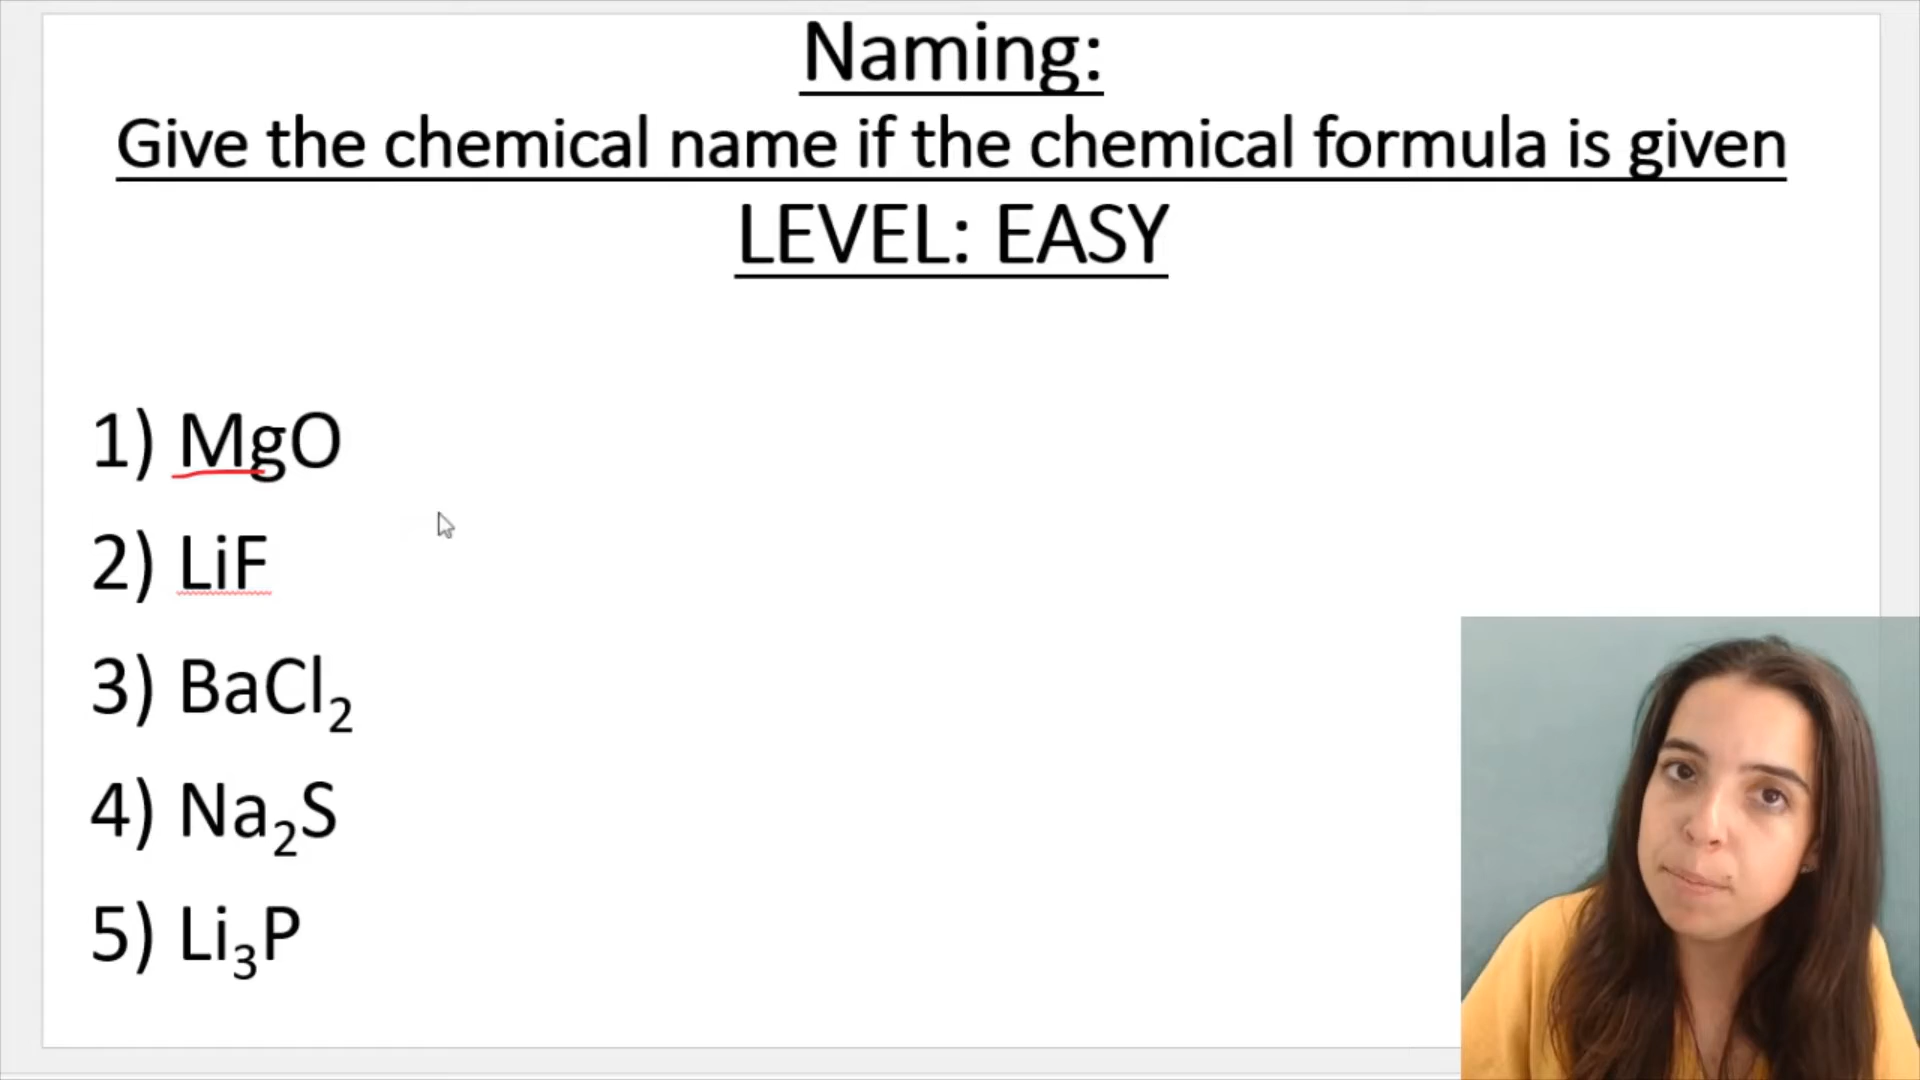 Naming:
Give the chemical name if the chemical formula is given
LEVEL: EASY
1) MgO
2) LiF
3) BaCl₂
4) Na₂S
5) Li₃P